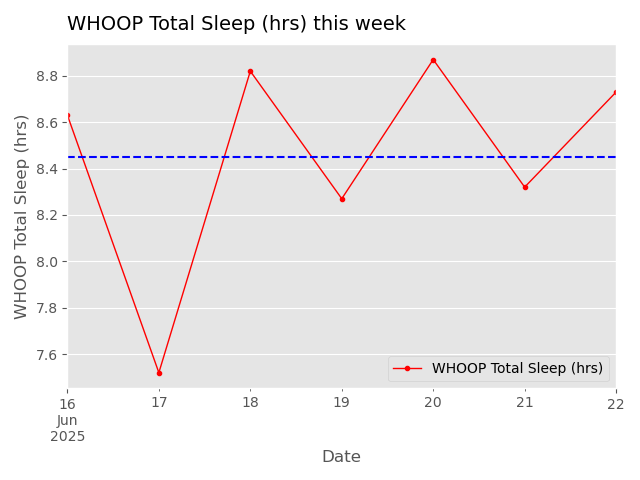 WHOOP Total Sleep (hrs) this week
WHOOP Total Sleep (hrs)
8.8
8.6
8.4
8.2
8.0
7.8
7.6
WHOOP Total Sleep (hrs)
16 17 18 19 20 21 22
Jun
2025
Date